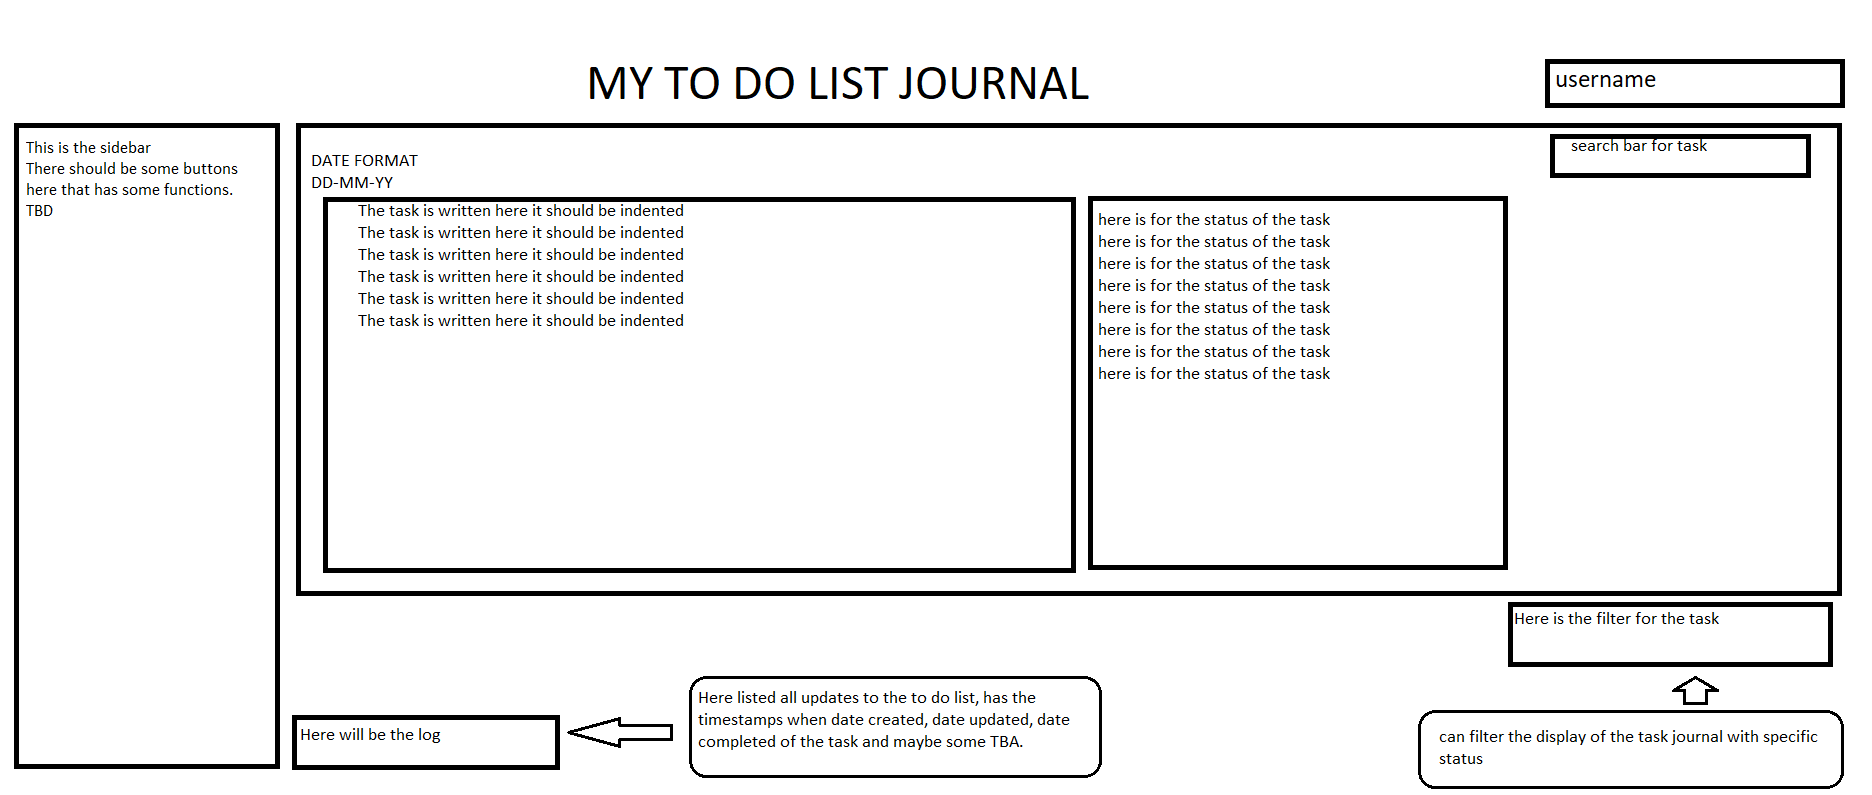 MY TO DO LIST JOURNAL
username
This is the sidebar
There should be some buttons
here that has some functions.
TBD
DATE FORMAT
DD-MM-YY
search bar for task
The task is written here it should be indented
The task is written here it should be indented
The task is written here it should be indented
The task is written here it should be indented
The task is written here it should be indented
The task is written here it should be indented
here is for the status of the task
here is for the status of the task
here is for the status of the task
here is for the status of the task
here is for the status of the task
here is for the status of the task
here is for the status of the task
here is for the status of the task
Here is the filter for the task
Here will be the log
Here listed all updates to the to do list, has the
timestamps when date created, date updated, date
completed of the task and maybe some TBA.
can filter the display of the task journal with specific
status